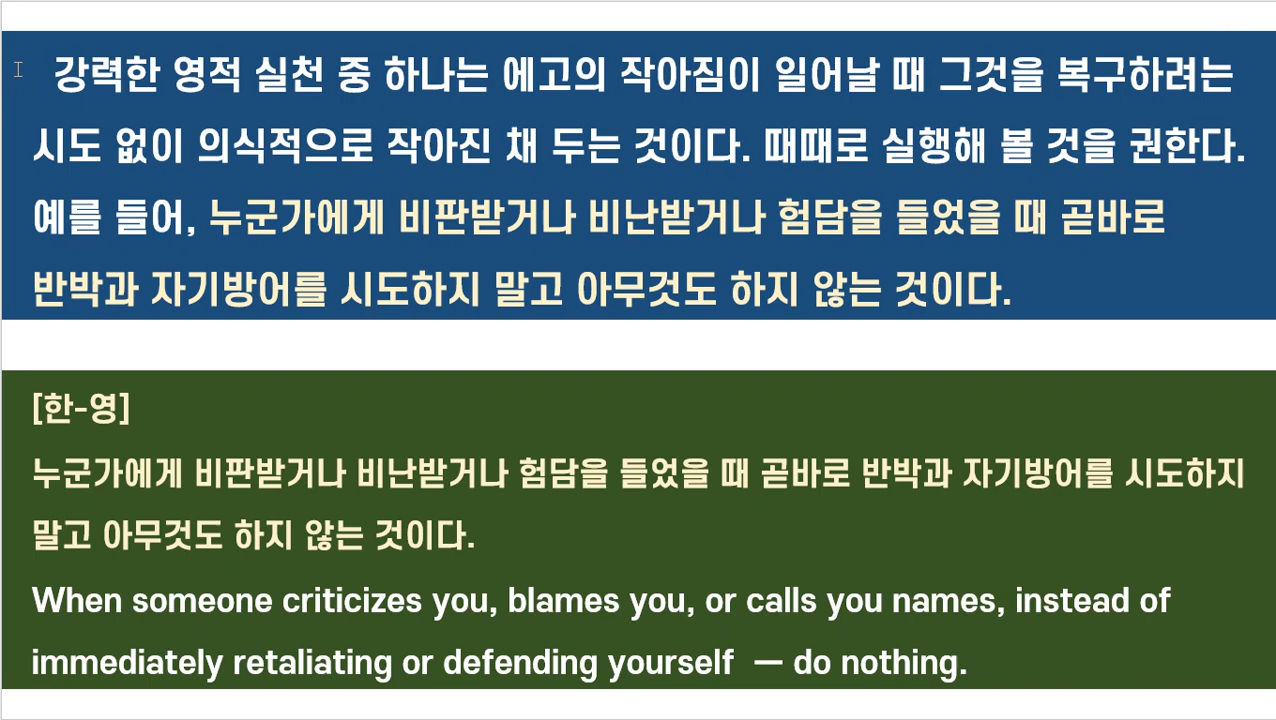 강력한 영적 실천 중 하나는 에고의 작아짐이 일어날 때 그것을 복구하려는
시도 없이 의식적으로 작아진 채 두는 것이다. 때때로 실행해 볼 것을 권한다.
예를 들어, 누군가에게 비판받거나 비난받거나 험담을 들었을 때 곧바로
반박과 자기방어를 시도하지 말고 아무것도 하지 않는 것이다.
[한-영]
누군가에게 비판받거나 비난받거나 험담을 들었을 때 곧바로 반박과 자기방어를 시도하지
말고 아무것도 하지 않는 것이다.
When someone criticizes you, blames you, or calls you names, instead of
immediately retaliating or defending yourself — do nothing.